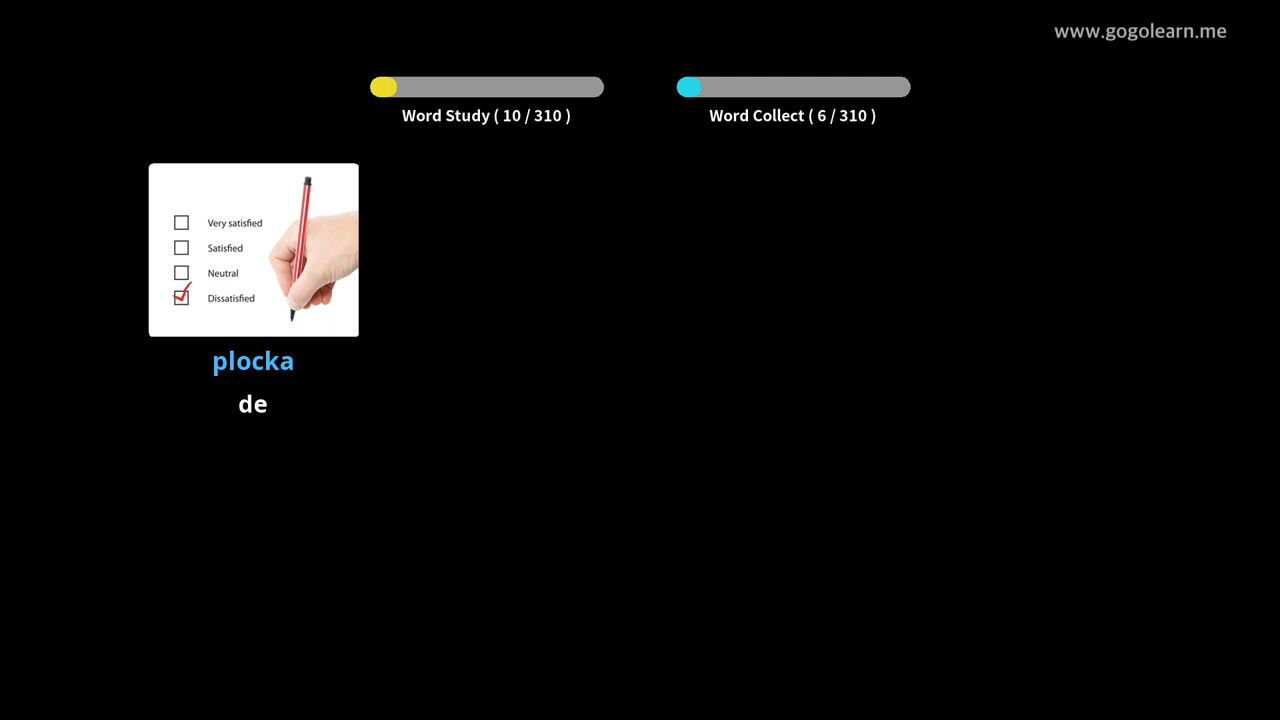 www.gogolearn.me
Word Study ( 10 / 310 )
Word Collect ( 6 / 310 )
Very satisfied
Satisfied
Neutral
Dissatisfied
plocka
de